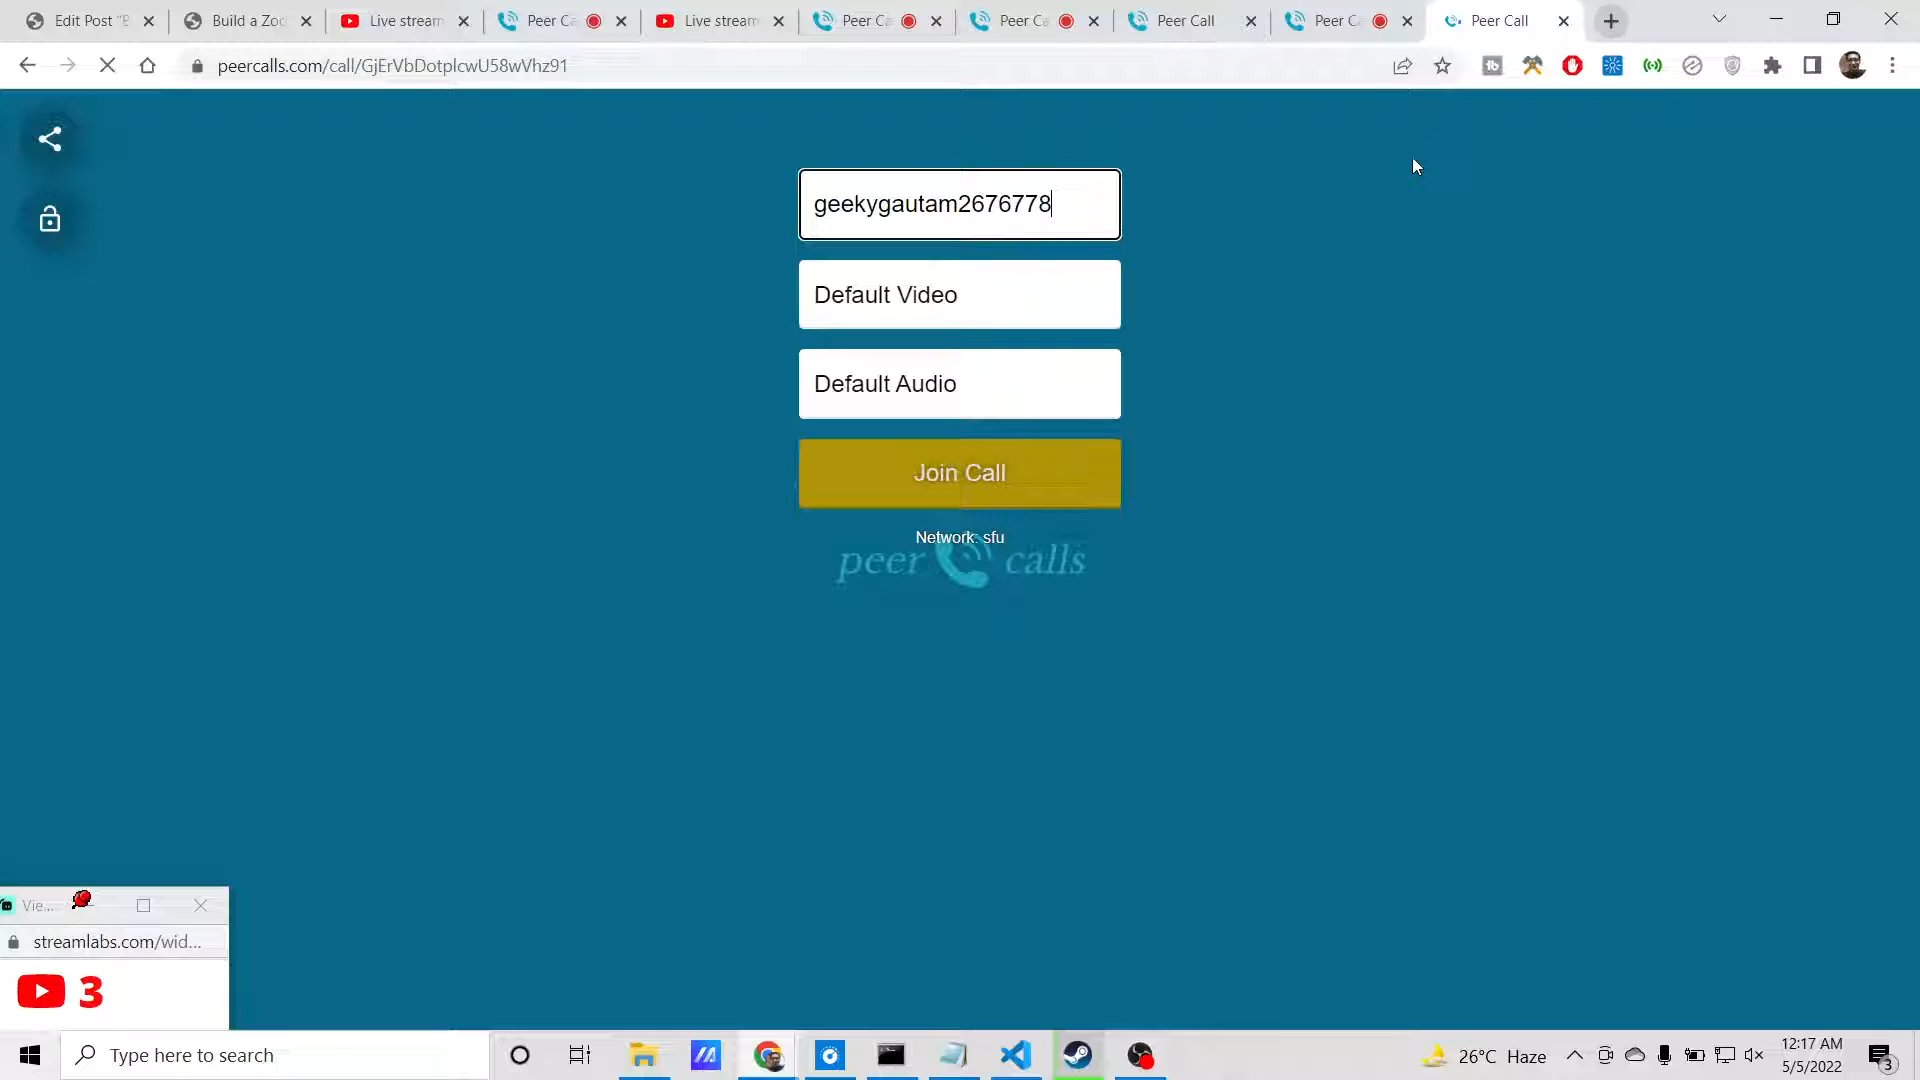 Edit Post "B
Build a Zoo
Live stream
Peer Ca
Live stream
Peer Ca
Peer Ca
Peer Call
Peer Ca
Peer Call
peercalls.com/call/GjErVbDotplcwU58wVhz91
geekygautam2676778
Default Video
Default Audio
Join Call
Network: sfu
peer calls
Vie...
streamlabs.com/wid...
3
Type here to search
26°C Haze
12:17 AM
5/5/2022
3